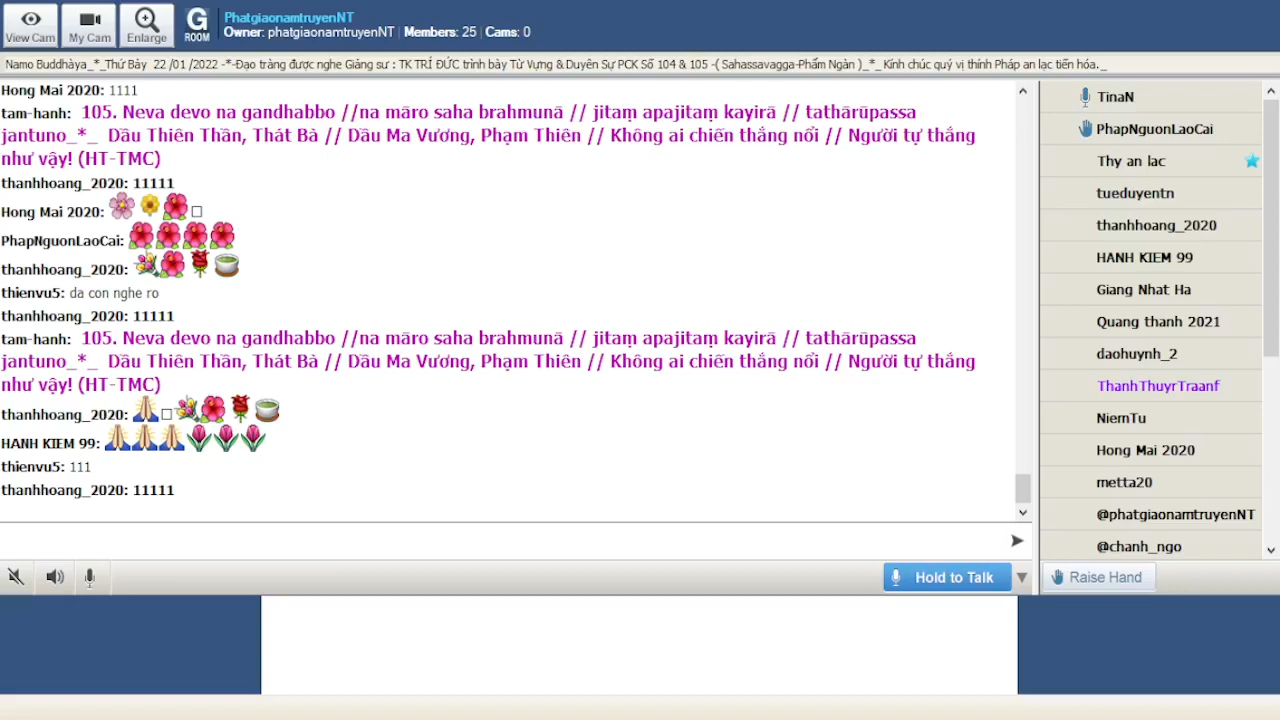 View Cam
My Cam
Enlarge
G
ROOM
PhatgiaonamtruyenNT
Owner: phatgiaonamtruyenNT | Members: 25 | Cams: 0
Namo Buddhàya_*_Thứ Bảy 22 /01 /2022 -*-Đạo tràng được nghe Giảng sư : TK TRÍ ĐỨC trình bày Từ Vựng & Duyên Sự PCK Số 104 & 105 -( Sahassavagga-Phẩm Ngàn )_*_ Kính chúc quý vị thính Pháp an lạc tiến hóa._
Hong Mai 2020: 1111
tam-hanh: 105. Neva devo na gandhabbo //na māro saha brahmunā // jitaṃ apajitaṃ kayirā // tathārūpassa
jantuno_*_ Dầu Thiên Thần, Thát Bà // Dầu Ma Vương, Phạm Thiên // Không ai chiến thắng nổi // Người tự thắng
như vậy! (HT-TMC)
thanhhoang_2020: 11111
Hong Mai 2020:
PhapNguonLaoCai:
thanhhoang_2020:
thienvu5: da con nghe ro
thanhhoang_2020: 11111
tam-hanh: 105. Neva devo na gandhabbo //na māro saha brahmunā // jitaṃ apajitaṃ kayirā // tathārūpassa
jantuno_*_ Dầu Thiên Thần, Thát Bà // Dầu Ma Vương, Phạm Thiên // Không ai chiến thắng nổi // Người tự thắng
như vậy! (HT-TMC)
thanhhoang_2020:
HANH KIEM 99:
thienvu5: 111
thanhhoang_2020: 11111
Hold to Talk
TinaN
PhapNguonLaoCai
Thy an lac
tueduyentn
thanhhoang_2020
HANH KIEM 99
Giang Nhat Ha
Quang thanh 2021
daohuynh_2
ThanhThuyrTraanf
NiemTu
Hong Mai 2020
metta20
@phatgiaonamtruyenNT
@chanh_ngo
Raise Hand